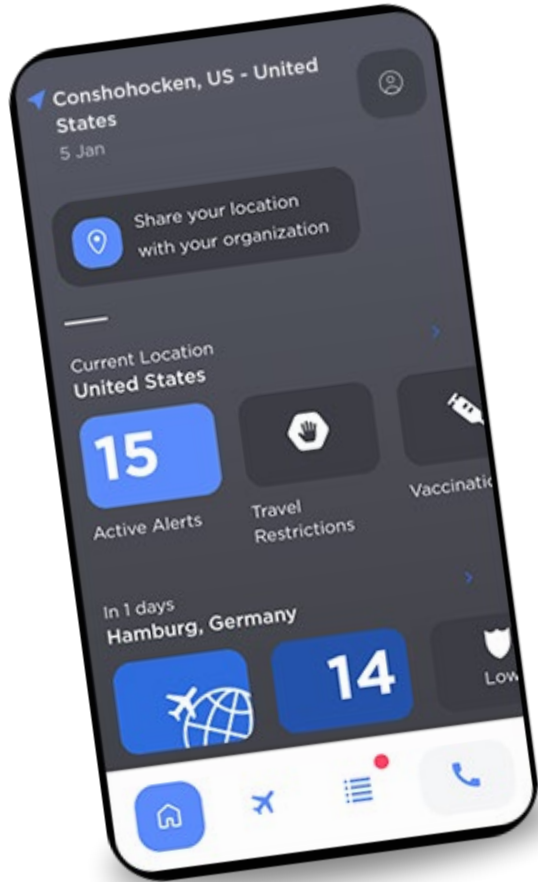 Conshohocken, US - United
States
5 Jan
Share your location
with your organization
Current Location
United States
15
Active Alerts
Travel
Restrictions
Vaccinatic
In 1 days
Hamburg, Germany
14
Low